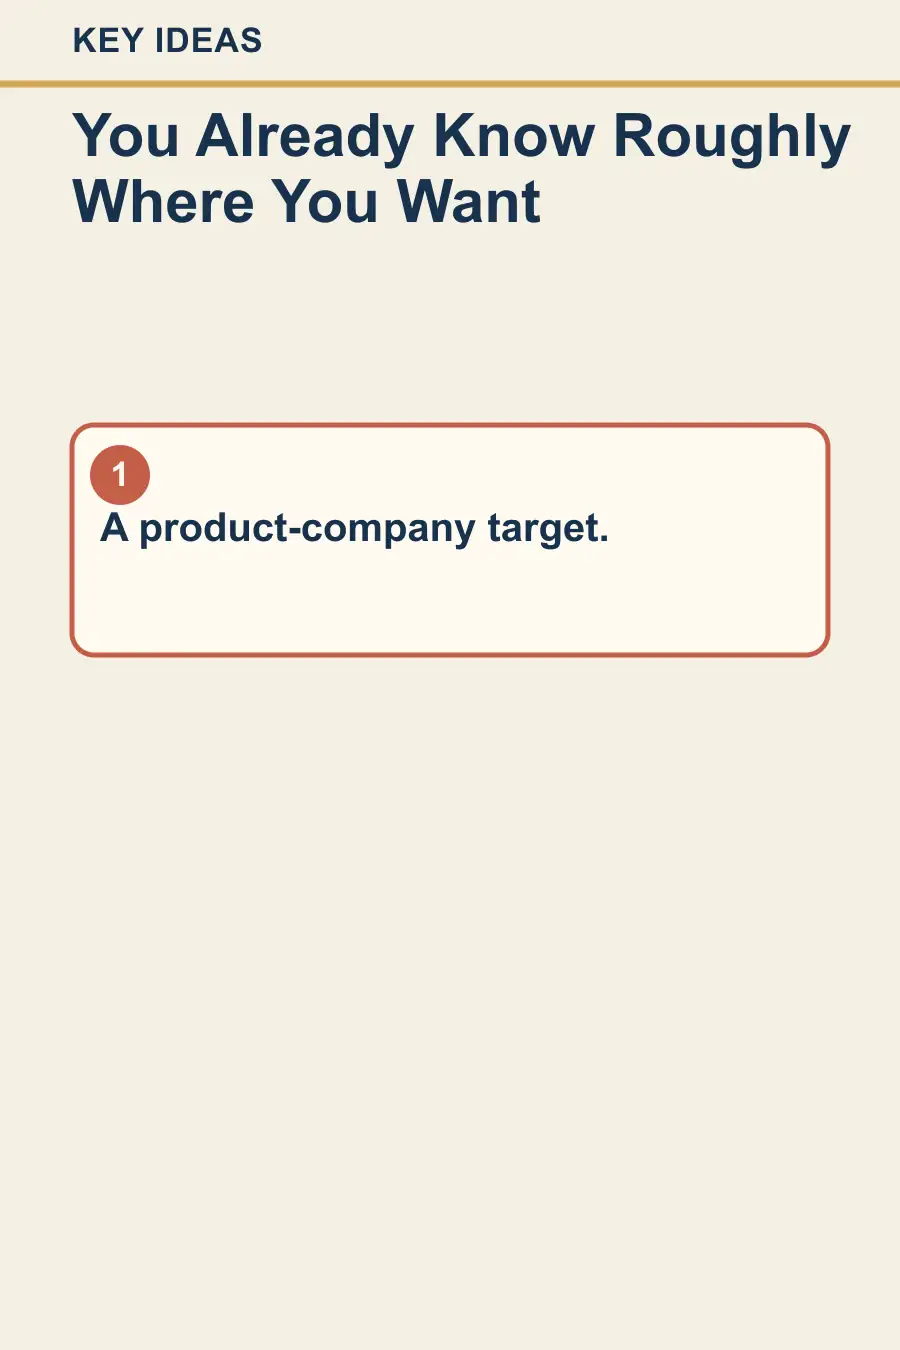 KEY IDEAS
You Already Know Roughly
Where You Want
1
A product-company target.